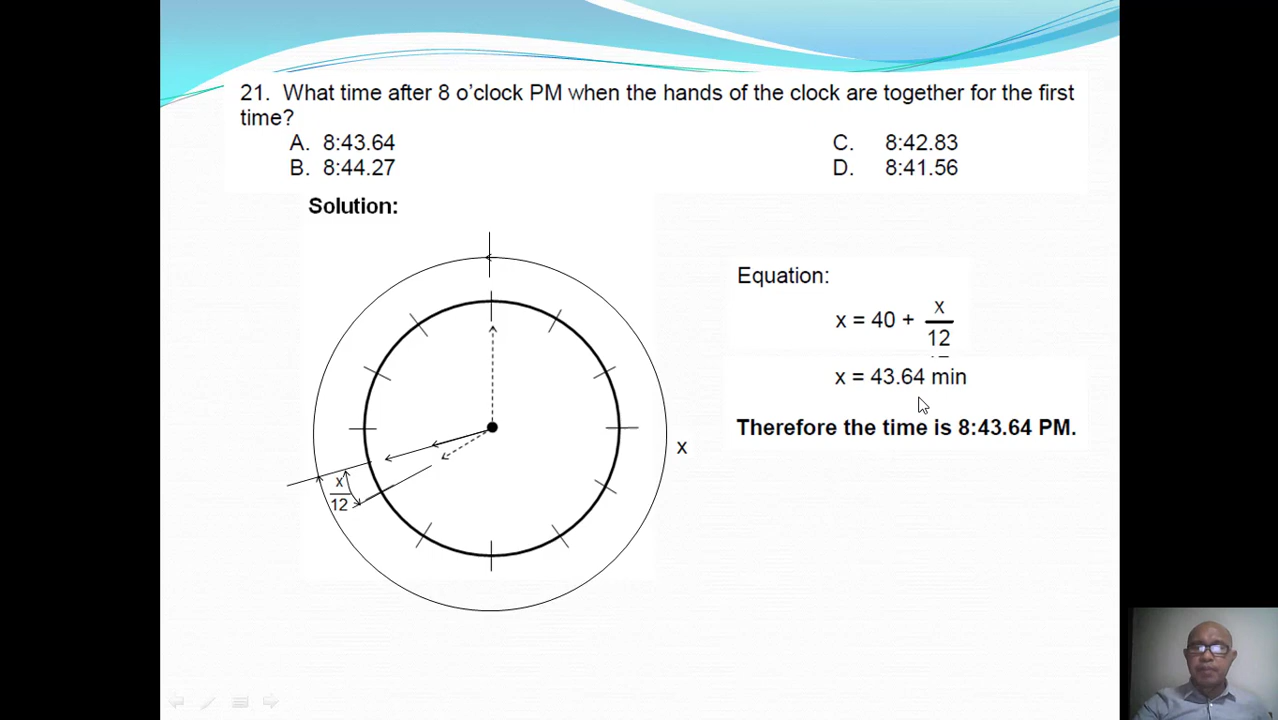 21. What time after 8 o’clock PM when the hands of the clock are together for the first
time?
A. 8:43.64 C. 8:42.83
B. 8:44.27 D. 8:41.56
Solution:
Equation:
x = 40 + x/12
x = 43.64 min
Therefore the time is 8:43.64 PM.
x
x/12